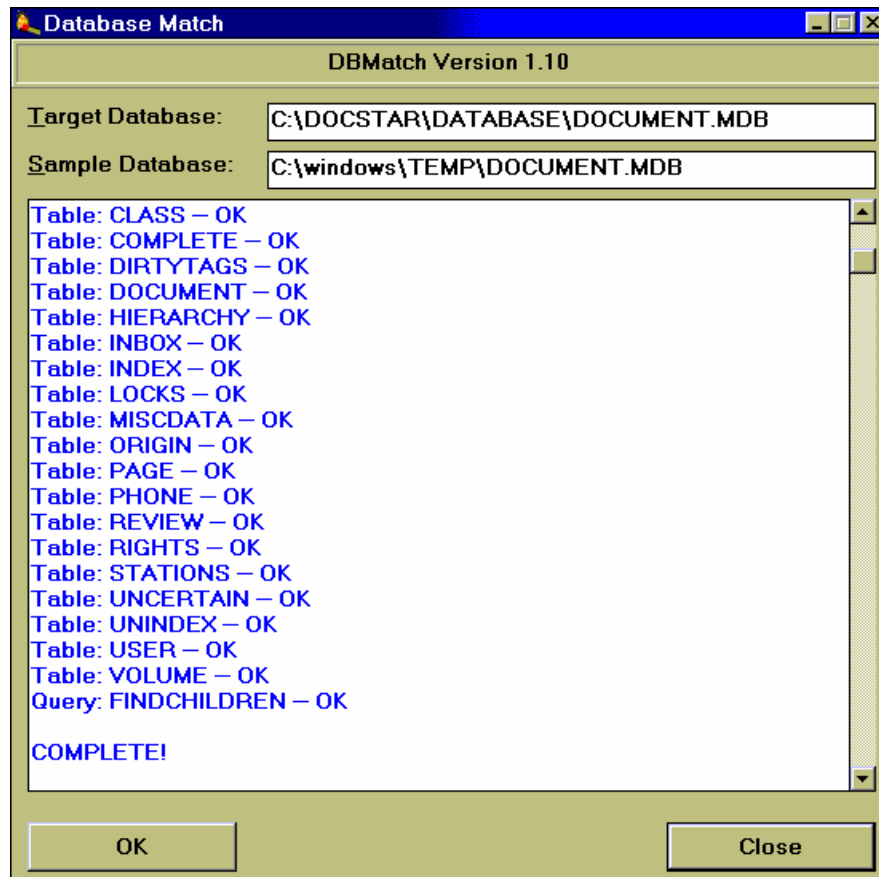 Database Match
DBMatch Version 1.10
Target Database: C:\DOCSTAR\DATABASE\DOCUMENT.MDB
Sample Database: C:\windows\TEMP\DOCUMENT.MDB
Table: CLASS – OK
Table: COMPLETE – OK
Table: DIRTYTAGS – OK
Table: DOCUMENT – OK
Table: HIERARCHY – OK
Table: INBOX – OK
Table: INDEX – OK
Table: LOCKS – OK
Table: MISCDATA – OK
Table: ORIGIN – OK
Table: PAGE – OK
Table: PHONE – OK
Table: REVIEW – OK
Table: RIGHTS – OK
Table: STATIONS – OK
Table: UNCERTAIN – OK
Table: UNINDEX – OK
Table: USER – OK
Table: VOLUME – OK
Query: FINDCHILDREN – OK
COMPLETE!
OK Close